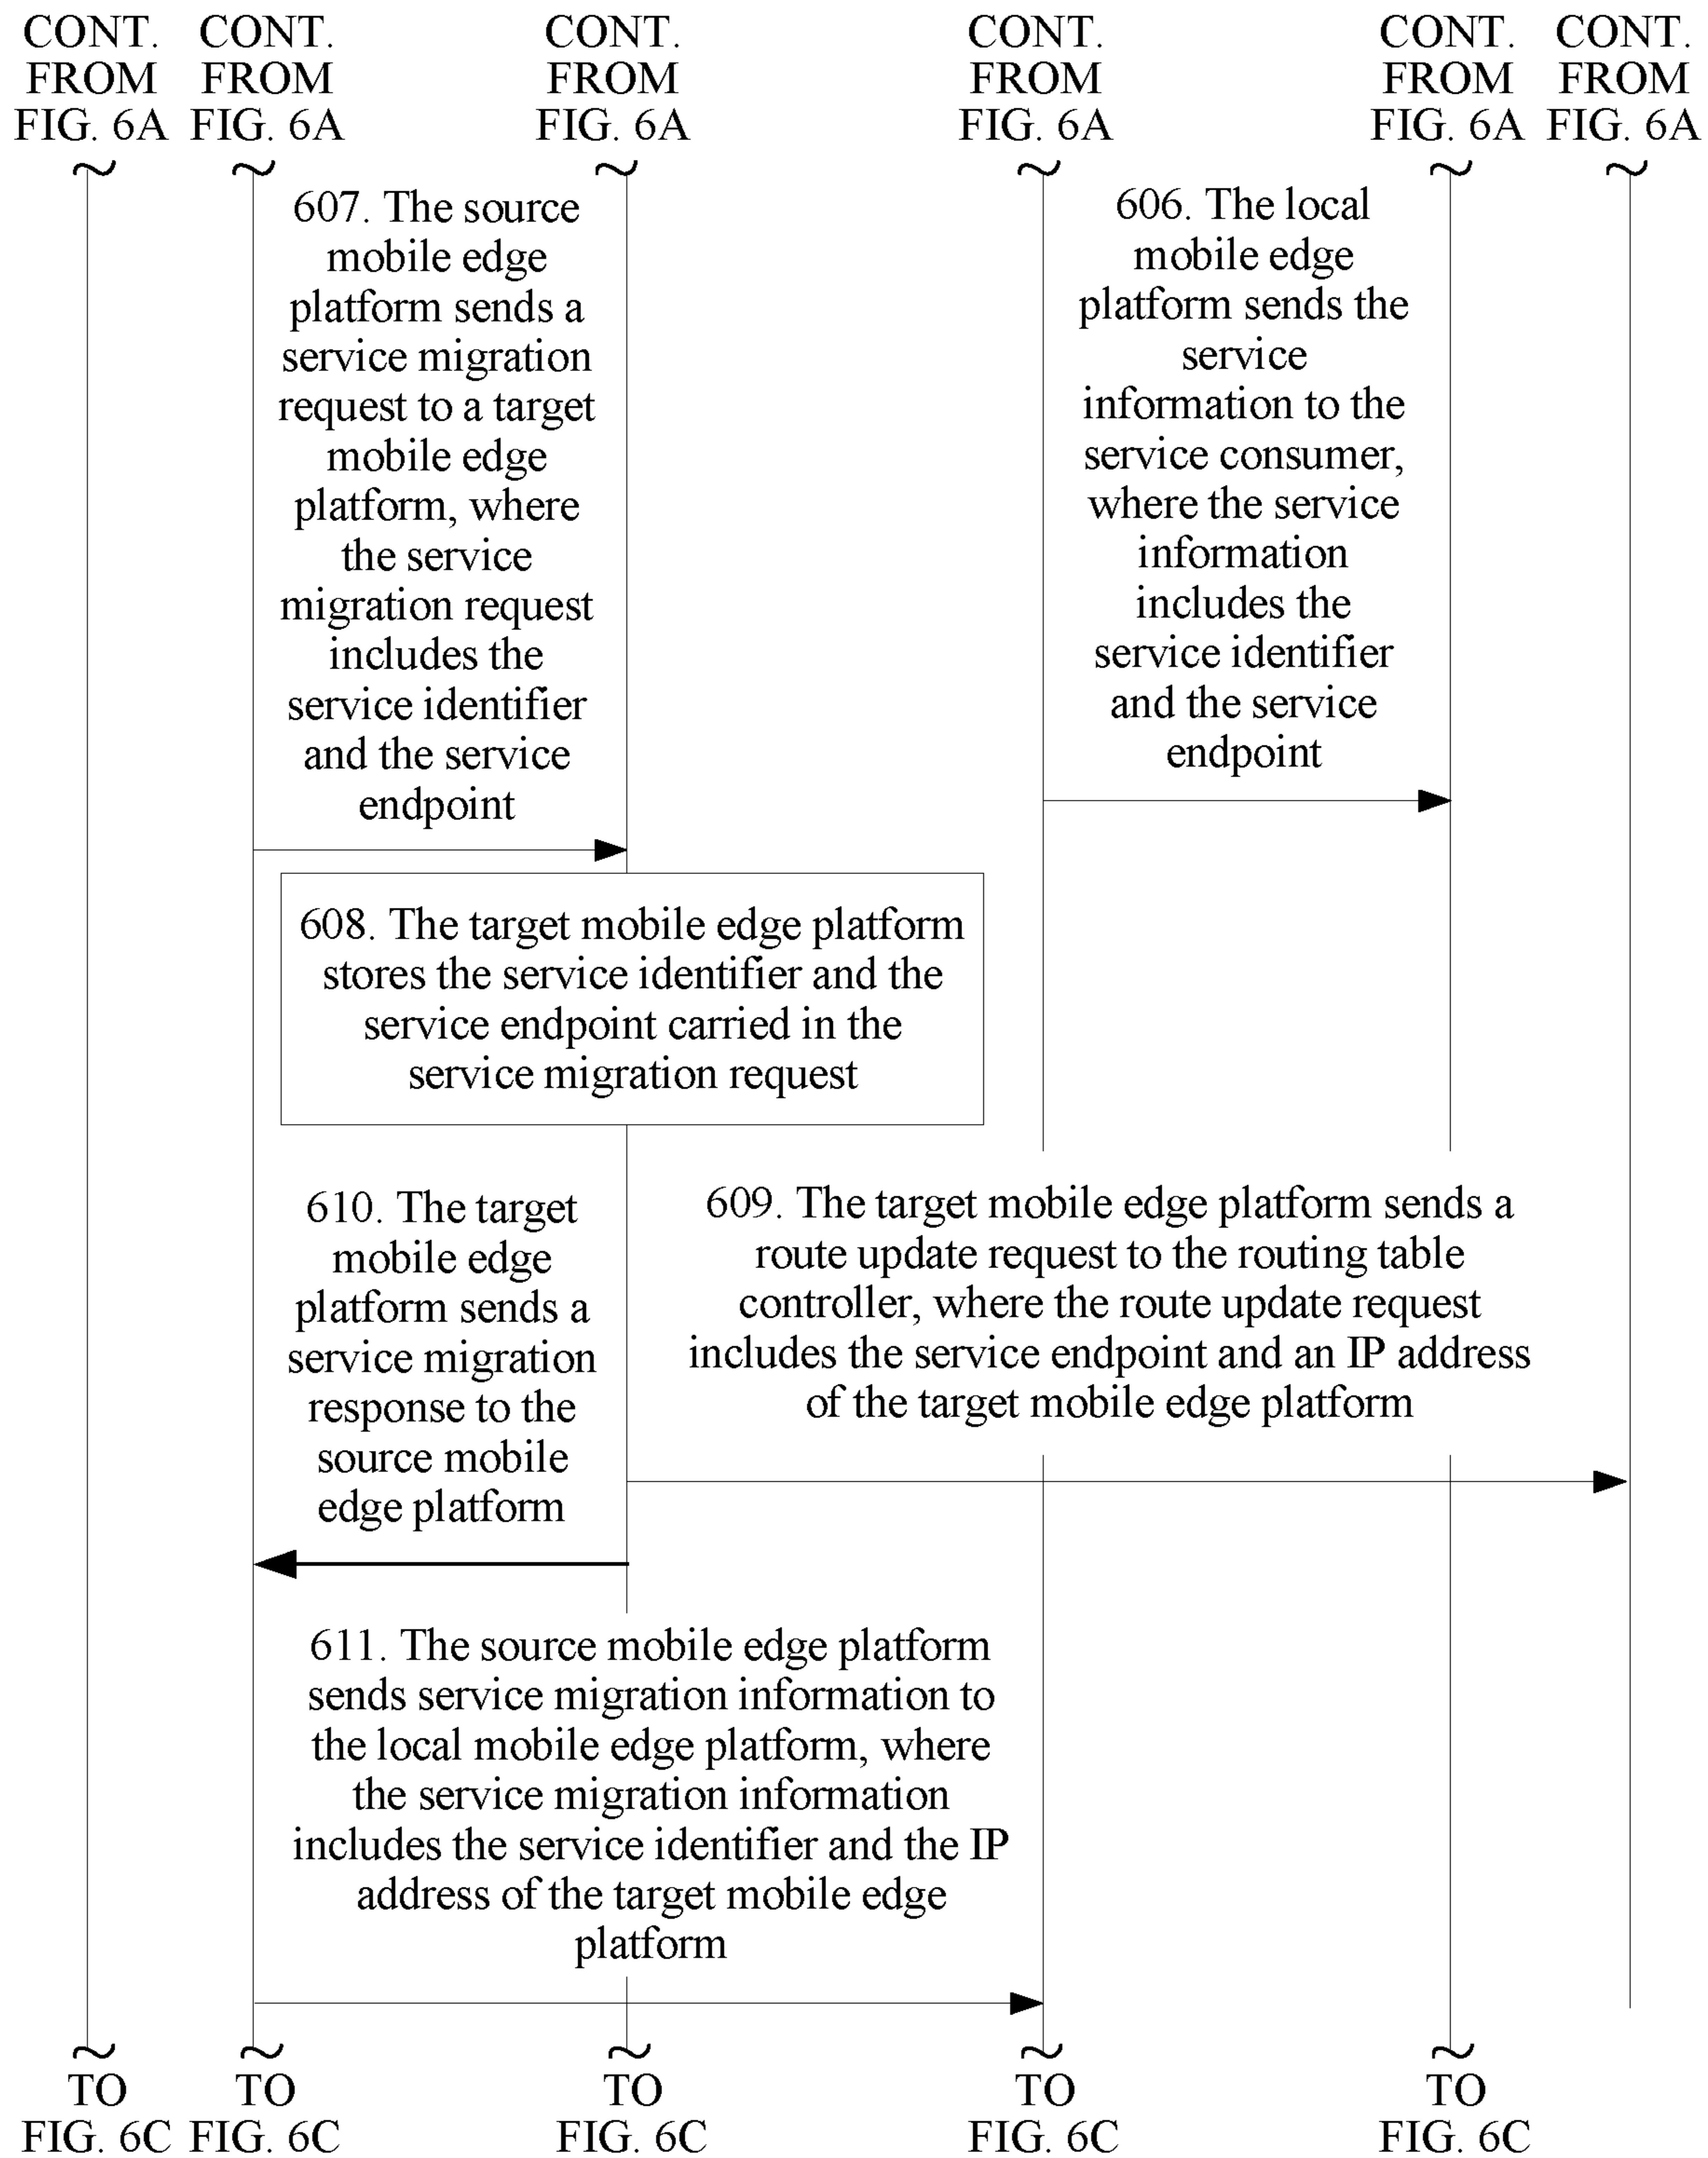 CONT.
FROM
FIG. 6A
CONT.
FROM
FIG. 6A
CONT.
FROM
FIG. 6A
CONT.
FROM
FIG. 6A
CONT.
FROM
FIG. 6A
CONT.
FROM
FIG. 6A
607. The source
mobile edge
platform sends a
service migration
request to a target
mobile edge
platform, where
the service
migration request
includes the
service identifier
and the service
endpoint
606. The local
mobile edge
platform sends the
service
information to the
service consumer,
where the service
information
includes the
service identifier
and the service
endpoint
608. The target mobile edge platform
stores the service identifier and the
service endpoint carried in the
service migration request
610. The target
mobile edge
platform sends a
service migration
response to the
source mobile
edge platform
609. The target mobile edge platform sends a
route update request to the routing table
controller, where the route update request
includes the service endpoint and an IP address
of the target mobile edge platform
611. The source mobile edge platform
sends service migration information to
the local mobile edge platform, where
the service migration information
includes the service identifier and the IP
address of the target mobile edge
platform
TO
FIG. 6C
TO
FIG. 6C
TO
FIG. 6C
TO
FIG. 6C
TO
FIG. 6C